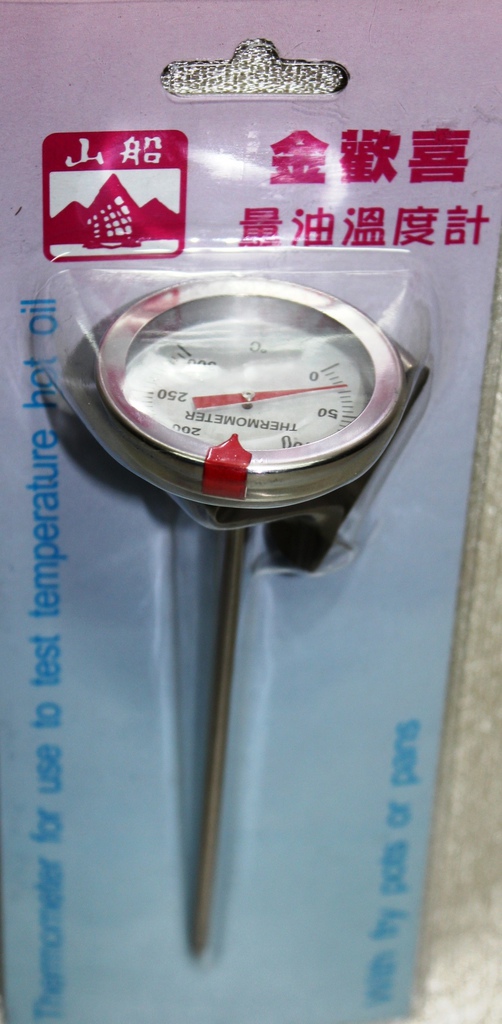 山船
金歡喜
量油溫度計
Thermometer for use to test temperature hot oil
With fry pots or pans
°C
300
0
250
50
THERMOMETER
200